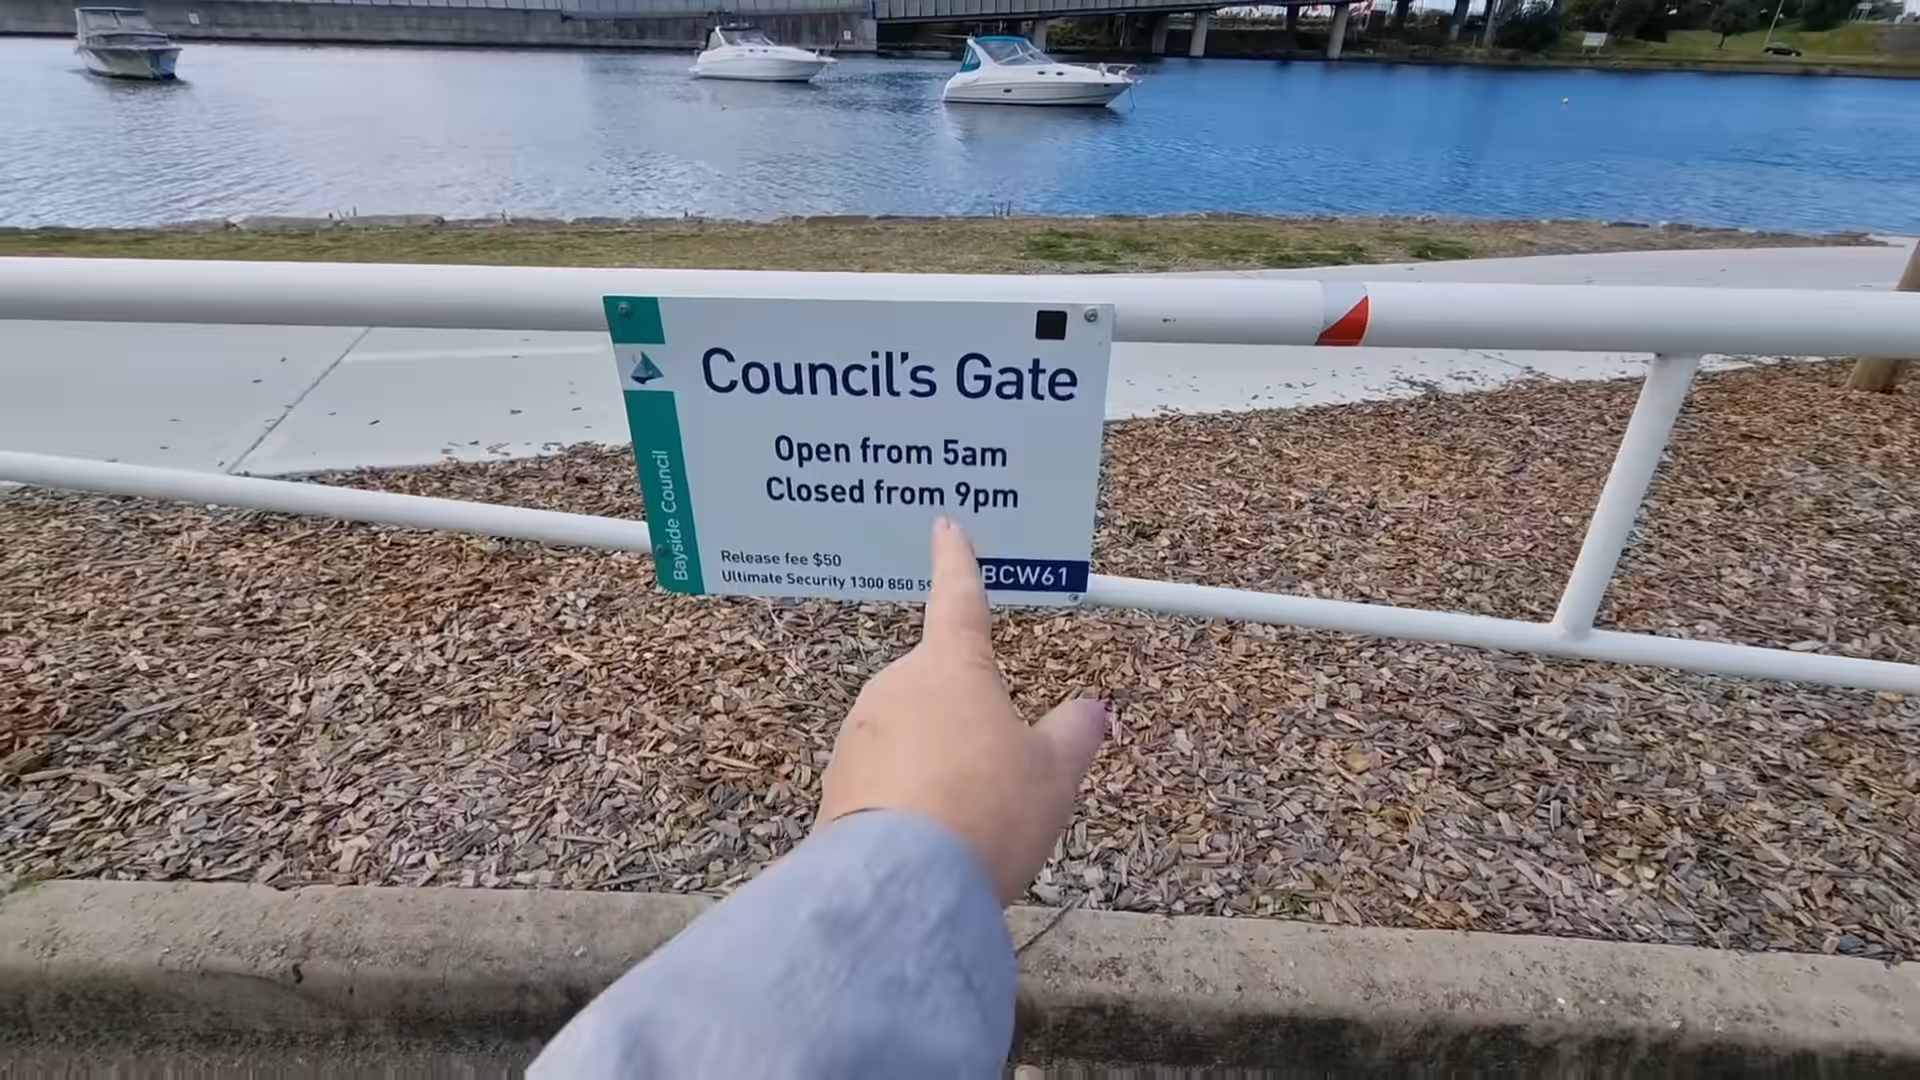 Council's Gate
Open from 5am
Closed from 9pm
Release fee $50
Ultimate Security 1300 850
BCW61
Bayside Council